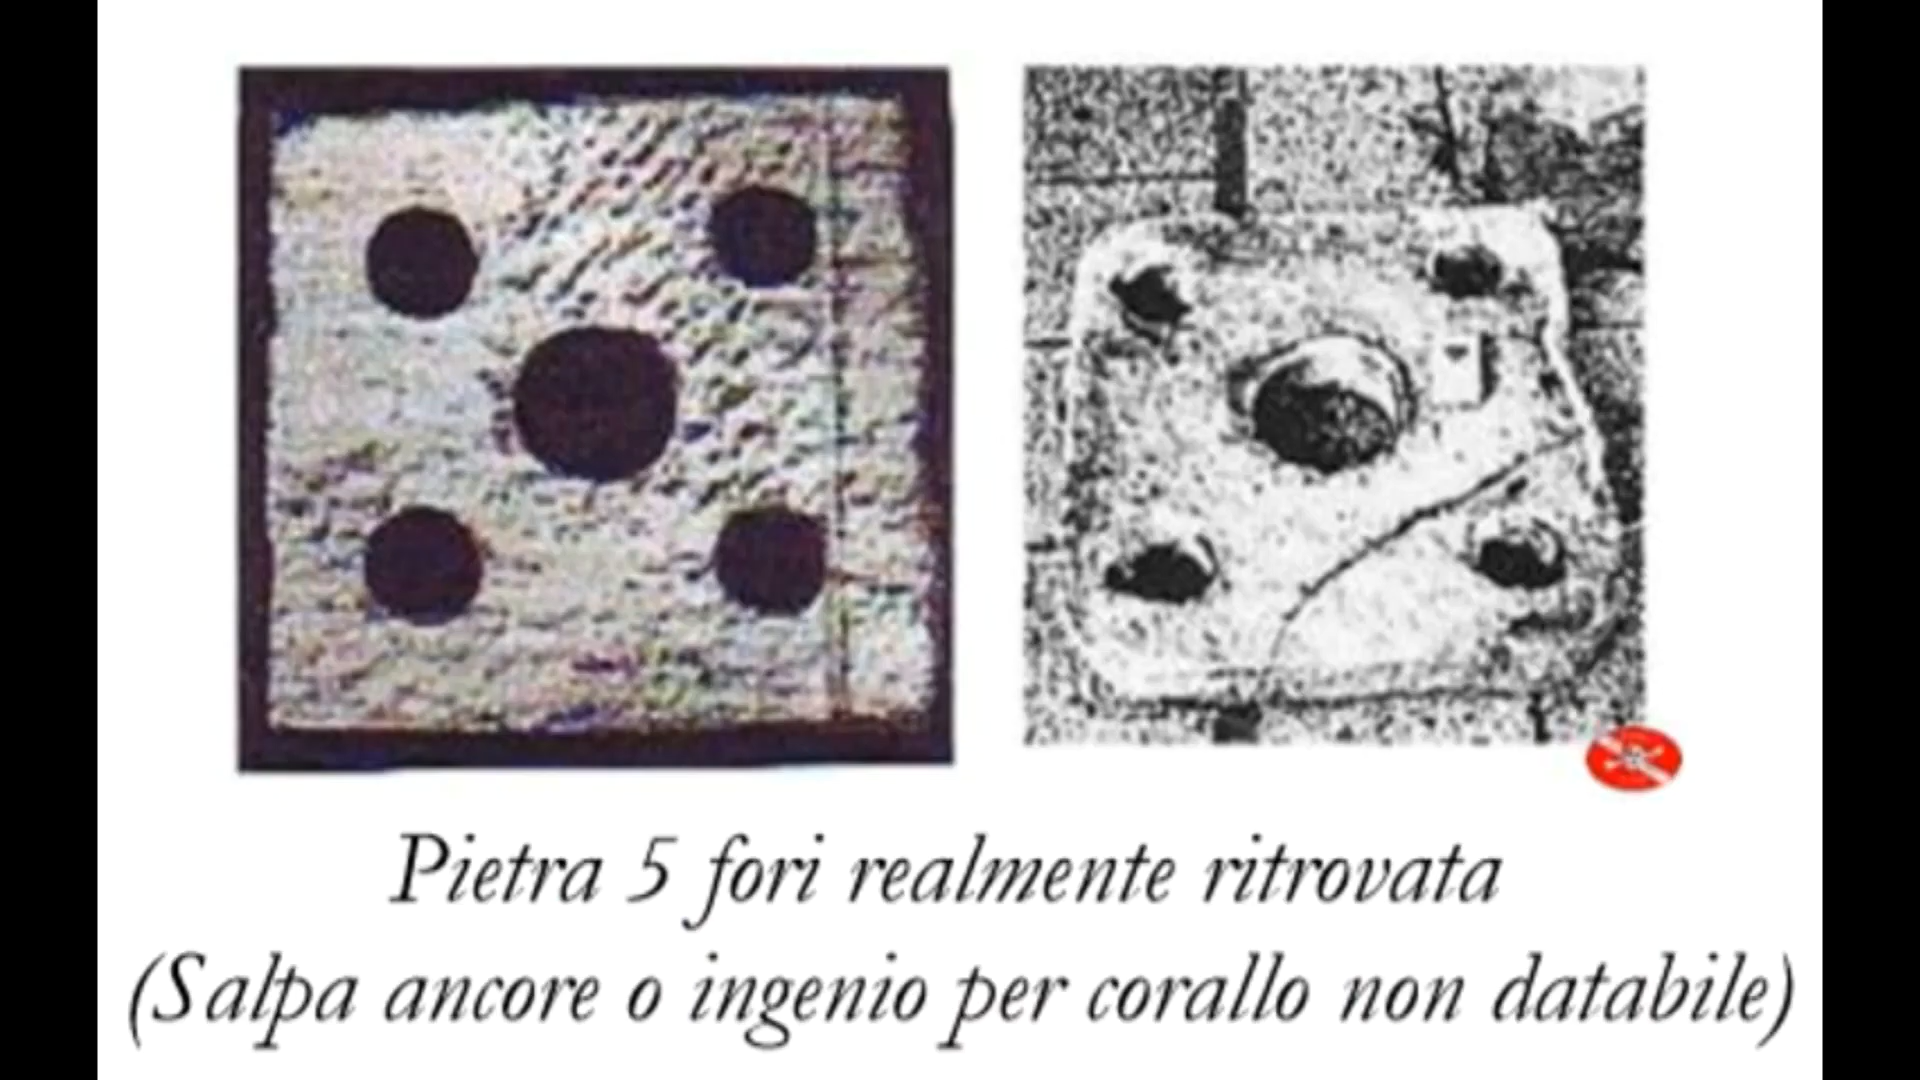 Pietra 5 fori realmente ritrovata
(Salpa ancore o ingenio per corallo non databile)